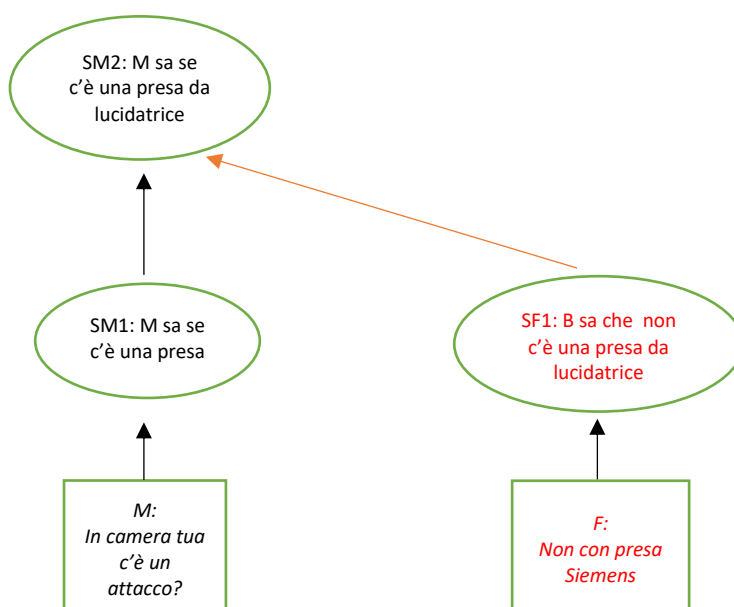 SM2: M sa se
c’è una presa da
lucidatrice
SM1: M sa se
c’è una presa
SF1: B sa che  non
c’è una presa da
lucidatrice
M:
In camera tua
c’è un
attacco?
F:
Non con presa
Siemens